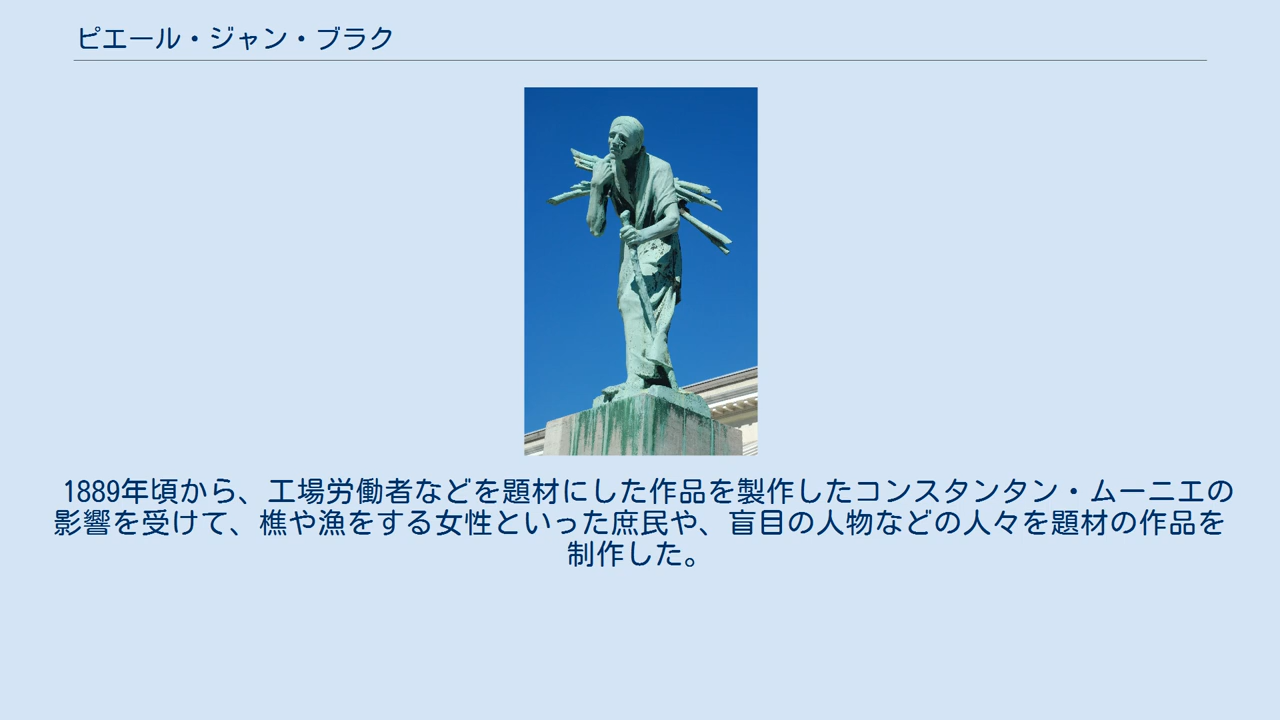 ピエール・ジャン・ブラク
1889年頃から、工場労働者などを題材にした作品を製作したコンスタンタン・ムーニエの
影響を受けて、樵や漁をする女性といった庶民や、盲目の人物などの人々を題材の作品を
制作した。